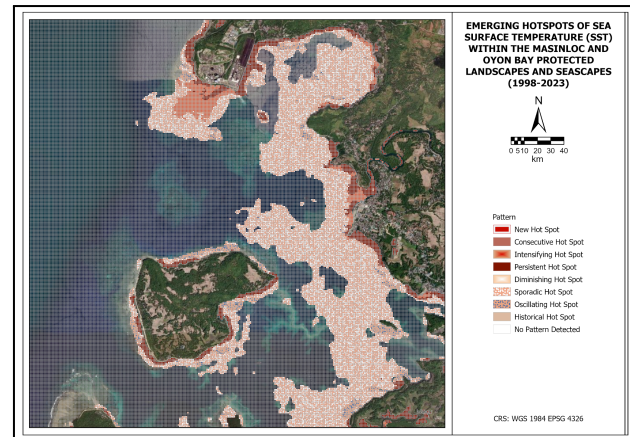 EMERGING HOTSPOTS OF SEA
SURFACE TEMPERATURE (SST)
WITHIN THE MASINLOC AND
OYON BAY PROTECTED
LANDSCAPES AND SEASCAPES
(1998-2023)
N
0 510 20 30 40
km
Pattern
New Hot Spot
Consecutive Hot Spot
Intensifying Hot Spot
Persistent Hot Spot
Diminishing Hot Spot
Sporadic Hot Spot
Oscillating Hot Spot
Historical Hot Spot
No Pattern Detected
CRS: WGS 1984 EPSG 4326